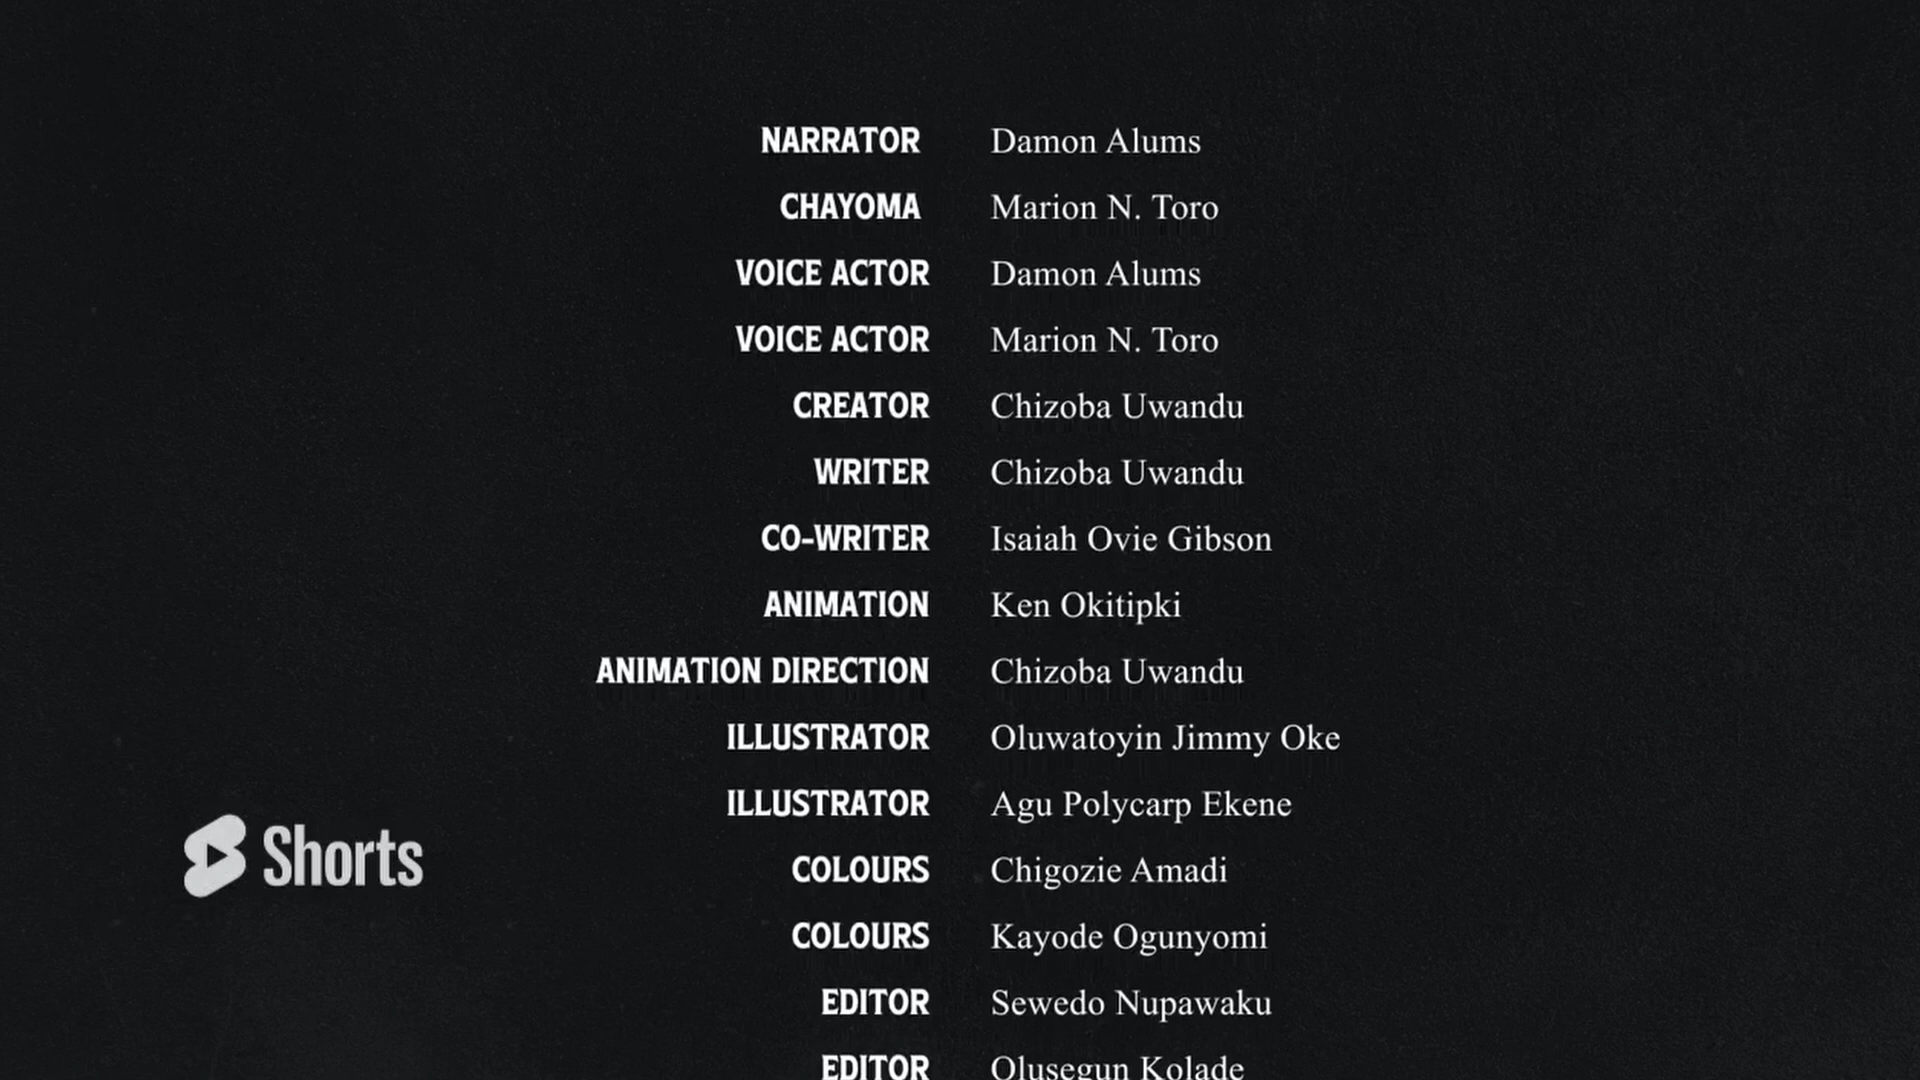 NARRATOR Damon Alums
CHAYOMA Marion N. Toro
VOICE ACTOR Damon Alums
VOICE ACTOR Marion N. Toro
CREATOR Chizoba Uwandu
WRITER Chizoba Uwandu
CO-WRITER Isaiah Ovie Gibson
ANIMATION Ken Okitipki
ANIMATION DIRECTION Chizoba Uwandu
ILLUSTRATOR Oluwatoyin Jimmy Oke
ILLUSTRATOR Agu Polycarp Ekene
COLOURS Chigozie Amadi
COLOURS Kayode Ogunyomi
EDITOR Sewedo Nupawaku
EDITOR Olusegun Kolade
Shorts